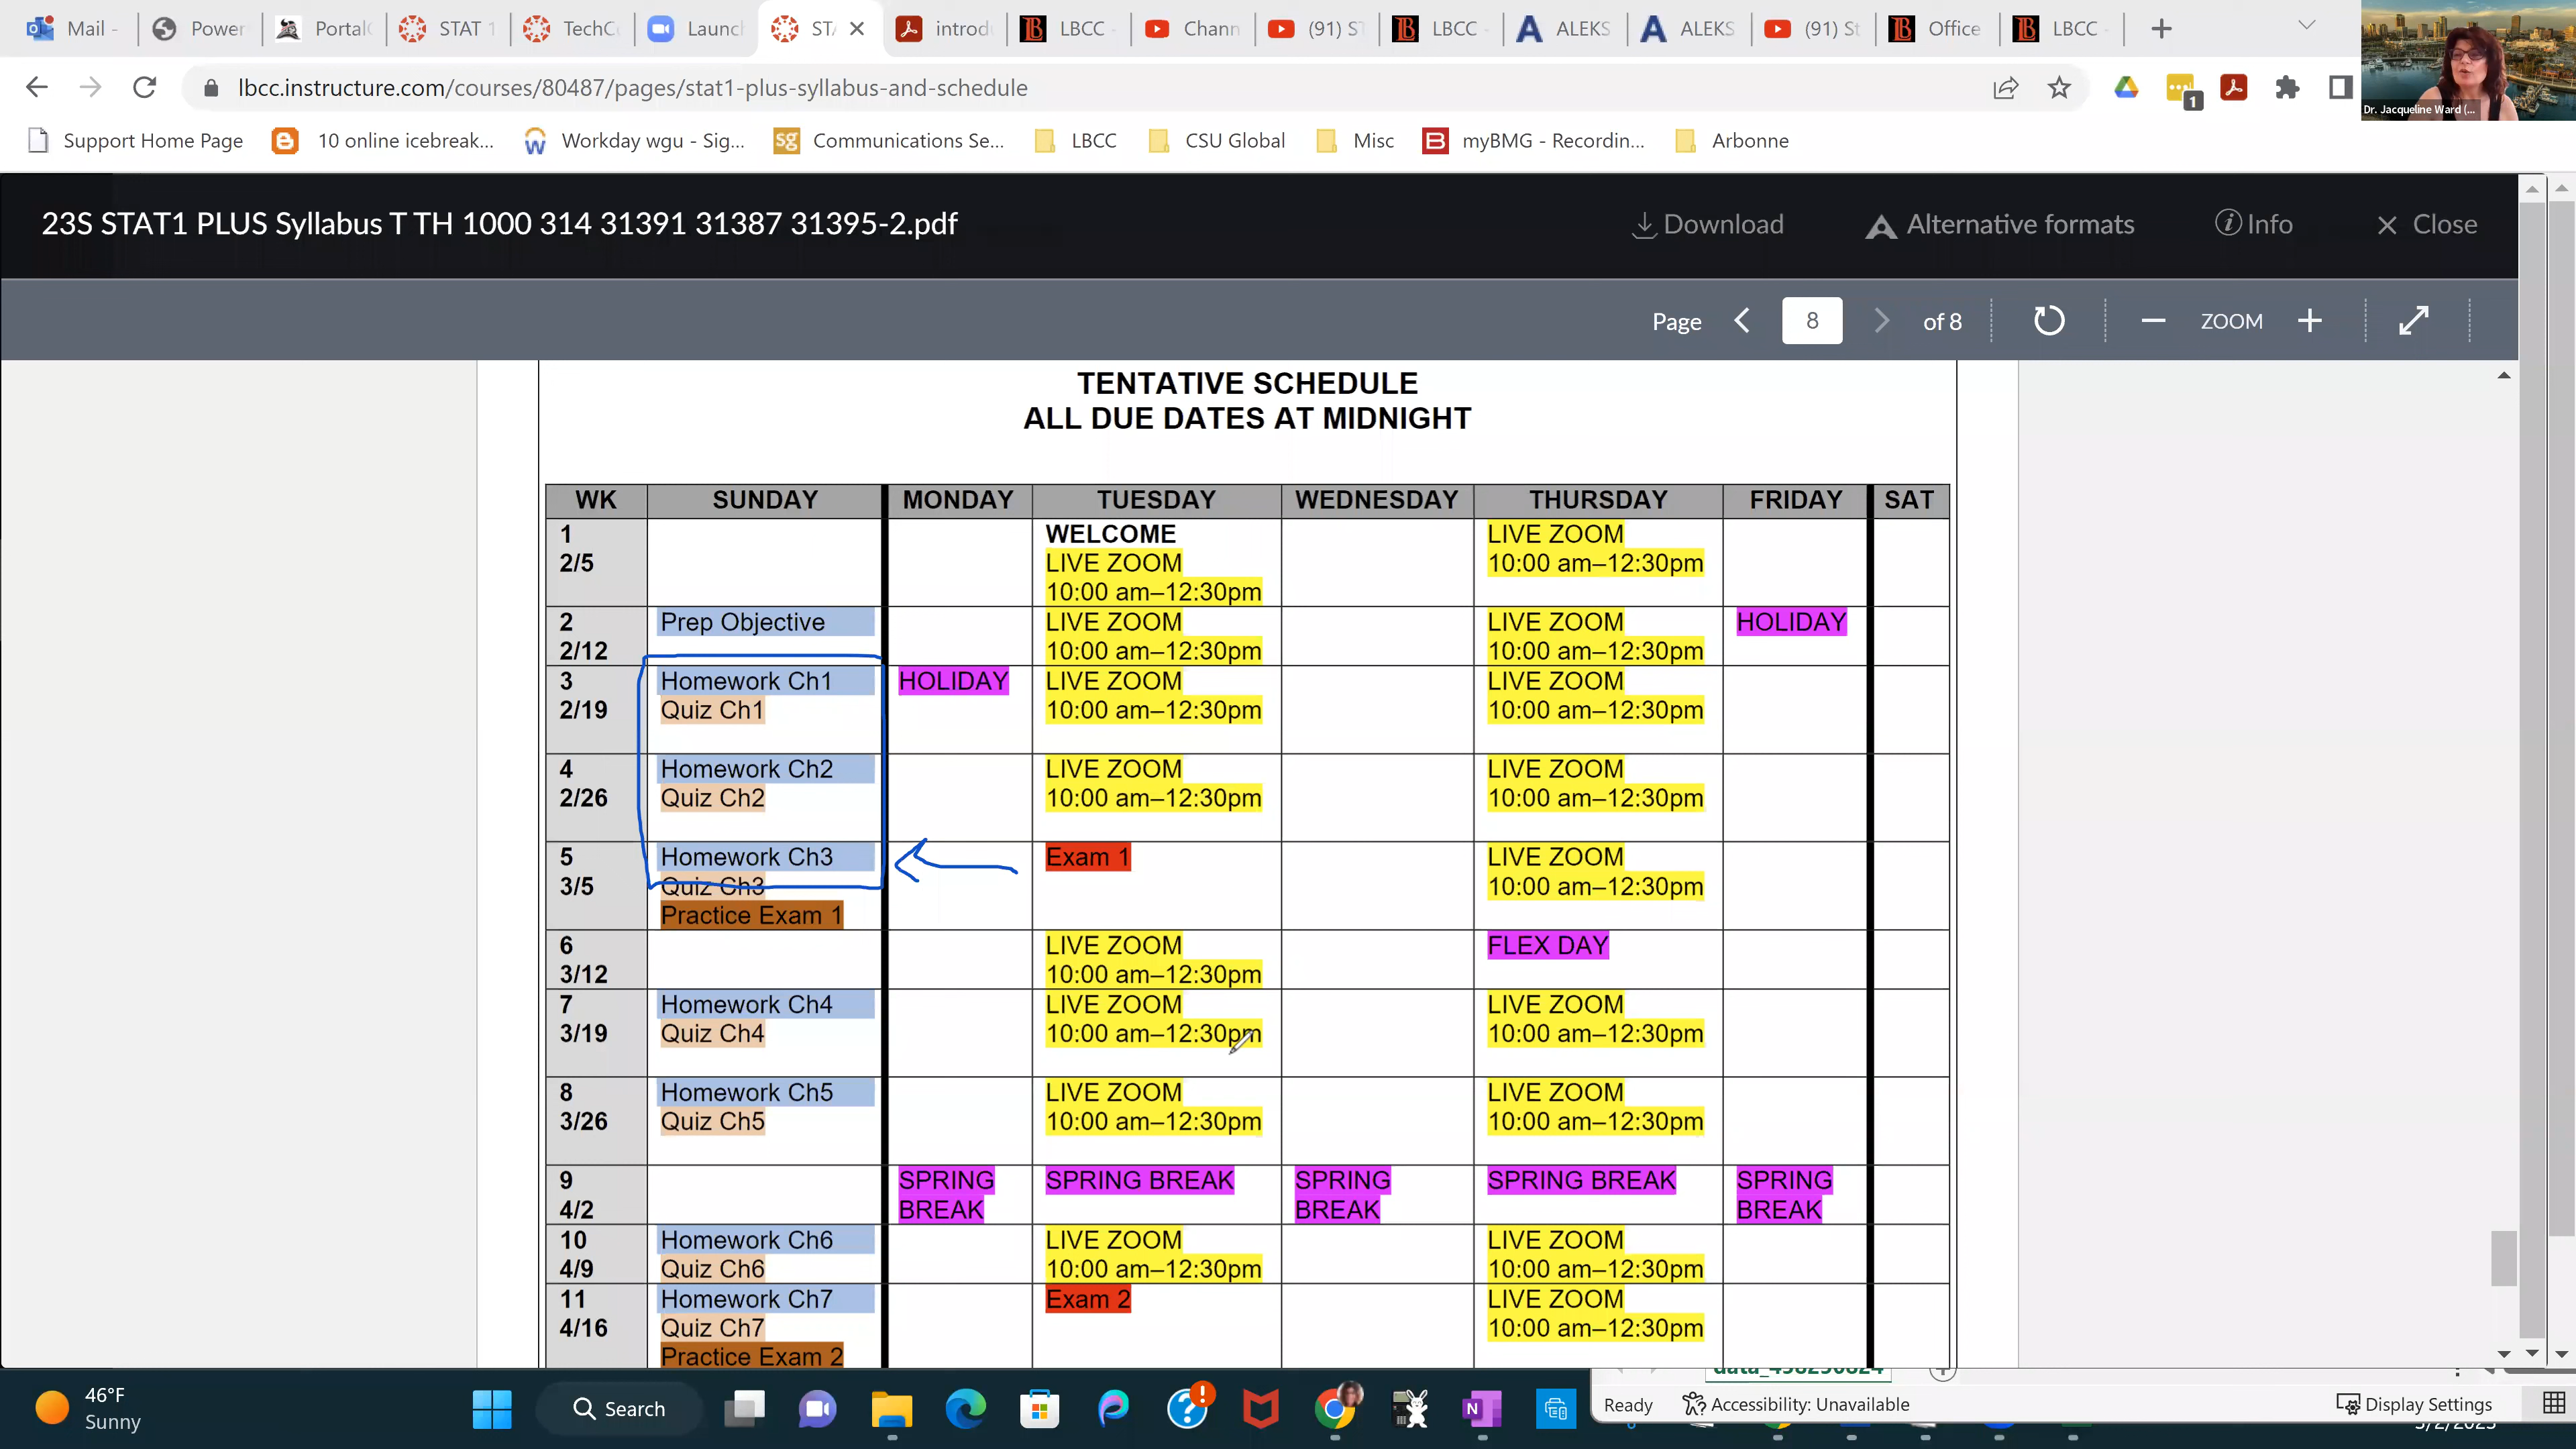 Mail -
Power
Portal
STAT 1
TechC
Launc
STA
introd
LBCC -
Chann
(91) ST
LBCC -
ALEKS
ALEKS
(91) St
Office
LBCC -
lbcc.instructure.com/courses/80487/pages/stat1-plus-syllabus-and-schedule
1
Dr. Jacqueline Ward (...
Support Home Page
10 online icebreak...
Workday wgu - Sig...
sg Communications Se...
LBCC
CSU Global
Misc
B myBMG - Recordin...
Arbonne
23S STAT1 PLUS Syllabus T TH 1000 314 31391 31387 31395-2.pdf
Download
Alternative formats
Info
Close
Page 8 of 8
ZOOM
TENTATIVE SCHEDULE
ALL DUE DATES AT MIDNIGHT
WK SUNDAY MONDAY TUESDAY WEDNESDAY THURSDAY FRIDAY SAT
1 WELCOME LIVE ZOOM
2/5 LIVE ZOOM 10:00 am–12:30pm
10:00 am–12:30pm
2 Prep Objective LIVE ZOOM LIVE ZOOM HOLIDAY
2/12 10:00 am–12:30pm 10:00 am–12:30pm
3 Homework Ch1 HOLIDAY LIVE ZOOM LIVE ZOOM
2/19 Quiz Ch1 10:00 am–12:30pm 10:00 am–12:30pm
4 Homework Ch2 LIVE ZOOM LIVE ZOOM
2/26 Quiz Ch2 10:00 am–12:30pm 10:00 am–12:30pm
5 Homework Ch3 Exam 1 LIVE ZOOM
3/5 Quiz Ch3 10:00 am–12:30pm
Practice Exam 1
6 LIVE ZOOM FLEX DAY
3/12 10:00 am–12:30pm
7 Homework Ch4 LIVE ZOOM LIVE ZOOM
3/19 Quiz Ch4 10:00 am–12:30pm 10:00 am–12:30pm
8 Homework Ch5 LIVE ZOOM LIVE ZOOM
3/26 Quiz Ch5 10:00 am–12:30pm 10:00 am–12:30pm
9 SPRING SPRING BREAK SPRING SPRING BREAK SPRING
4/2 BREAK BREAK BREAK
10 Homework Ch6 LIVE ZOOM LIVE ZOOM
4/9 Quiz Ch6 10:00 am–12:30pm 10:00 am–12:30pm
11 Homework Ch7 Exam 2 LIVE ZOOM
4/16 Quiz Ch7 10:00 am–12:30pm
Practice Exam 2
46°F
Sunny
Search
Ready
Accessibility: Unavailable
Display Settings